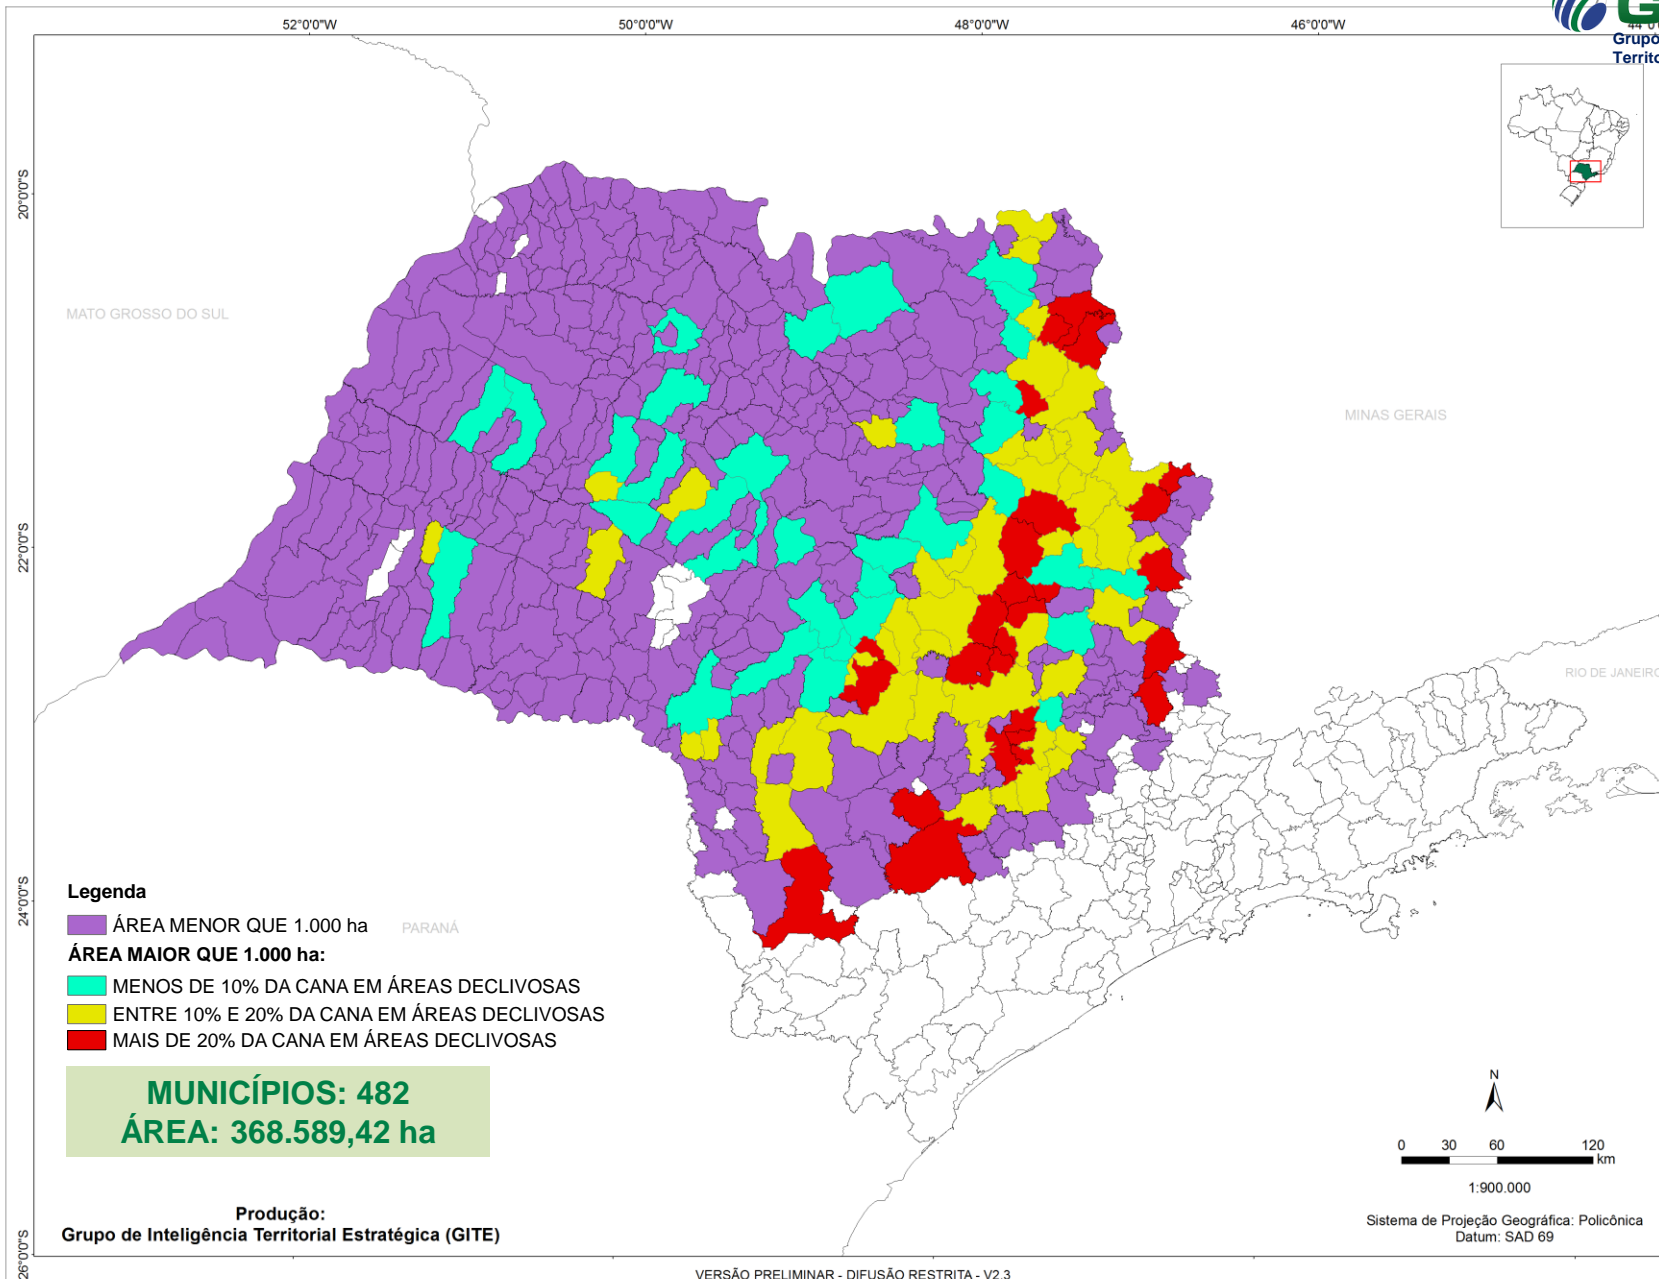 52°0'0"W
50°0'0"W
48°0'0"W
46°0'0"W
Grupo
20°0'0"S
22°0'0"S
24°0'0"S
26°0'0"S
MATO GROSSO DO SUL
MINAS GERAIS
RIO DE JANEIRO
PARANÁ
Legenda
ÁREA MENOR QUE 1.000 ha
ÁREA MAIOR QUE 1.000 ha:
MENOS DE 10% DA CANA EM ÁREAS DECLIVOSAS
ENTRE 10% E 20% DA CANA EM ÁREAS DECLIVOSAS
MAIS DE 20% DA CANA EM ÁREAS DECLIVOSAS
MUNICÍPIOS: 482
ÁREA: 368.589,42 ha
Produção:
Grupo de Inteligência Territorial Estratégica (GITE)
N
0 30 60 120
km
1:900.000
Sistema de Projeção Geográfica: Policônica
Datum: SAD 69
VERSÃO PRELIMINAR - DIFUSÃO RESTRITA - V2.3